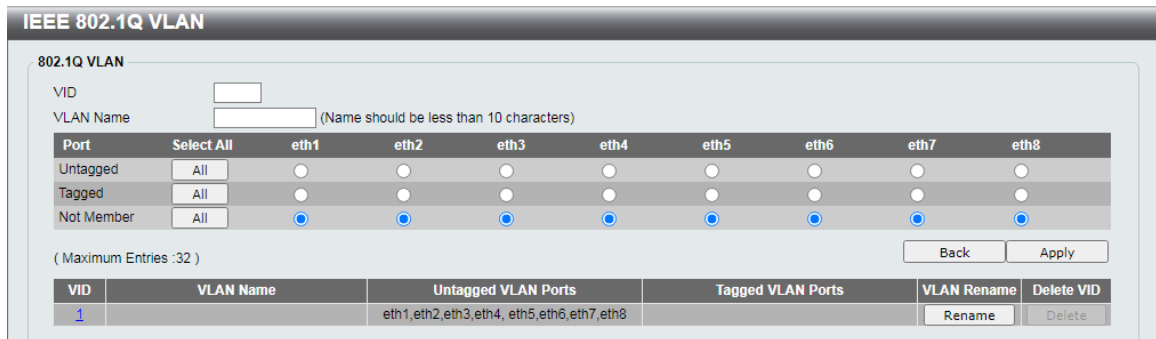 IEEE 802.1Q VLAN
802.1Q VLAN
VID
VLAN Name (Name should be less than 10 characters)
Port Select All eth1 eth2 eth3 eth4 eth5 eth6 eth7 eth8
Untagged All
Tagged All
Not Member All
( Maximum Entries :32 ) Back Apply
VID VLAN Name Untagged VLAN Ports Tagged VLAN Ports VLAN Rename Delete VID
1 eth1,eth2,eth3,eth4, eth5,eth6,eth7,eth8 Rename Delete